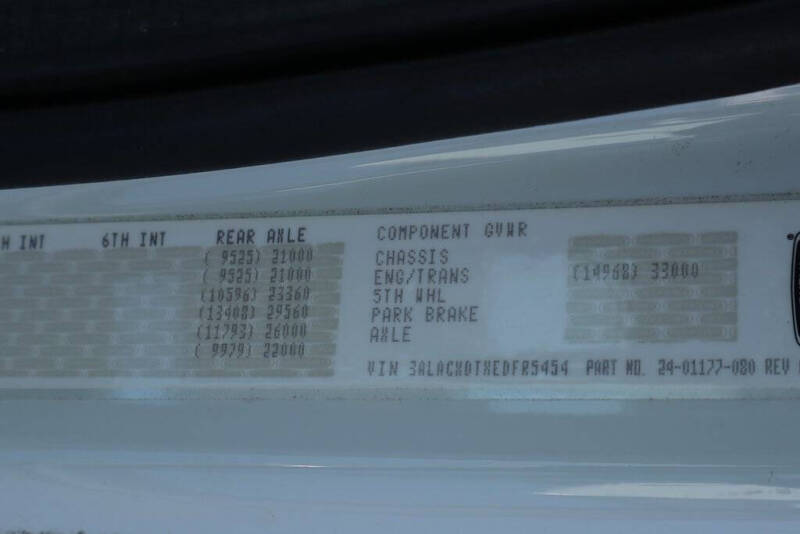 H INT 6TH INT REAR AXLE COMPONENT GVWR
( 9525) 21000 CHASSIS
( 9525) 21000 ENG/TRANS (14968) 33000
(10596) 23360 5TH WHL
(13408) 29560 PARK BRAKE
(11793) 26000 AXLE
( 9979) 22000
VIN 3ALACXDTXEDFR5454 PART NO. 24-01177-080 REV